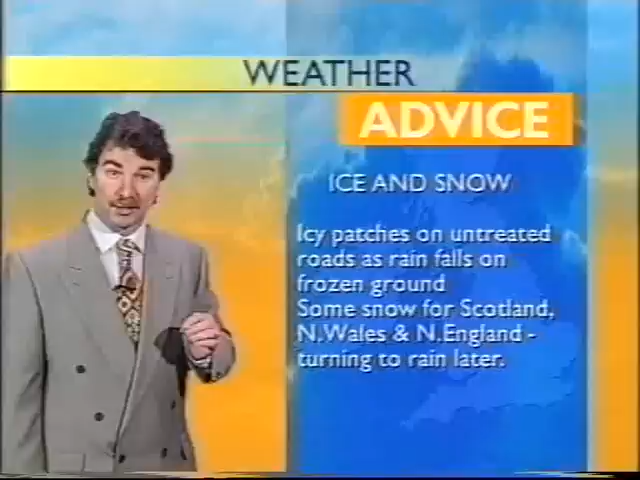 WEATHER
ADVICE
ICE AND SNOW
Icy patches on untreated
roads as rain falls on
frozen ground
Some snow for Scotland,
N.Wales & N.England -
turning to rain later.